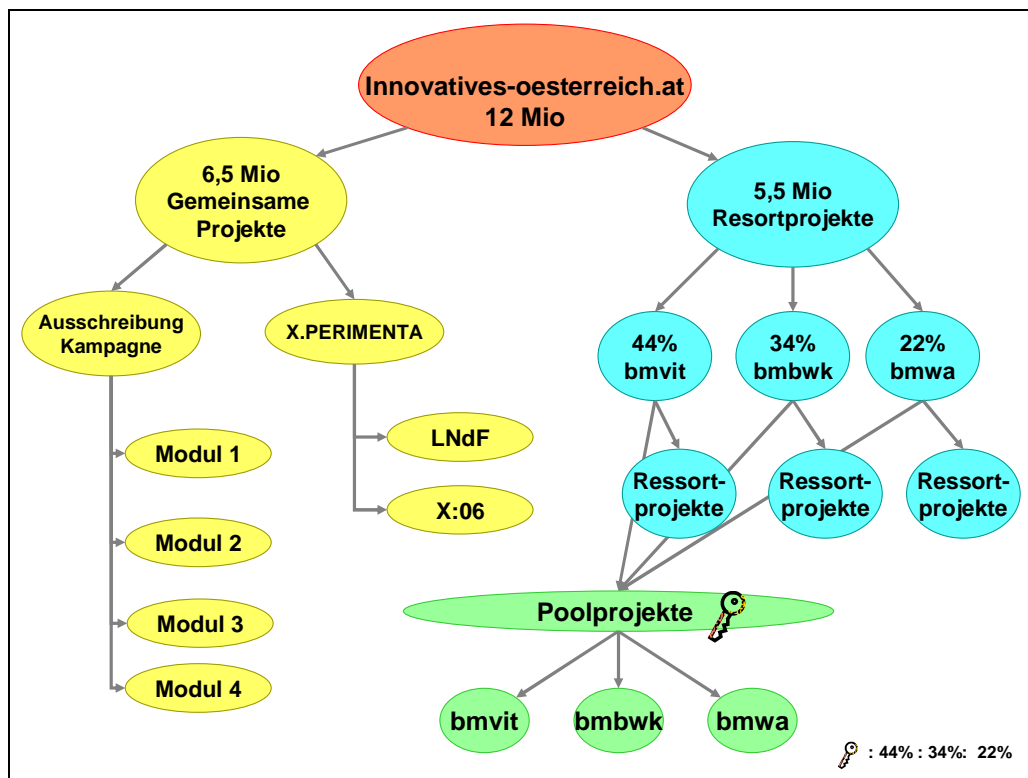 Innovatives-oesterreich.at
12 Mio
6,5 Mio
Gemeinsame
Projekte
5,5 Mio
Resortprojekte
Ausschreibung
Kampagne
X.PERIMENTA
44%
bmvit
34%
bmbwk
22%
bmwa
Modul 1
Modul 2
Modul 3
Modul 4
LNdF
X:06
Ressort-
projekte
Ressort-
projekte
Ressort-
projekte
Poolprojekte
bmvit
bmbwk
bmwa
: 44% : 34%: 22%